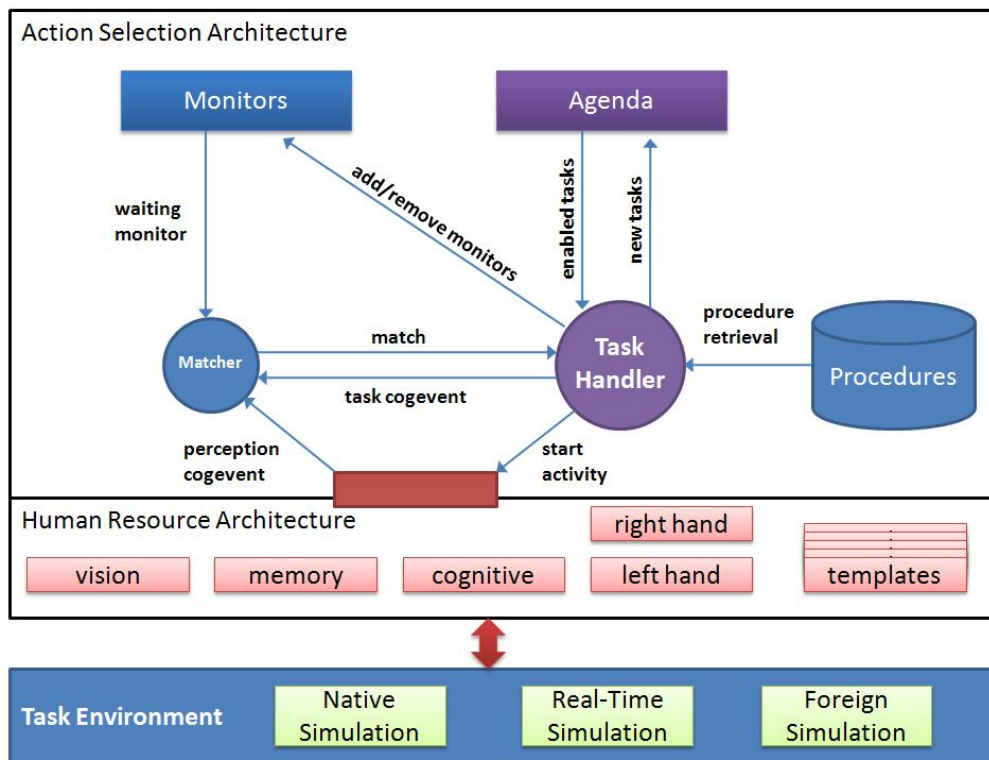 Action Selection Architecture
Monitors
Agenda
waiting
monitor
add/remove monitors
enabled tasks
new tasks
procedure
retrieval
match
Matcher
Task
Handler
Procedures
task cogevent
perception
cogevent
start
activity
Human Resource Architecture
right hand
vision
memory
cognitive
left hand
templates
Task Environment
Native
Simulation
Real-Time
Simulation
Foreign
Simulation